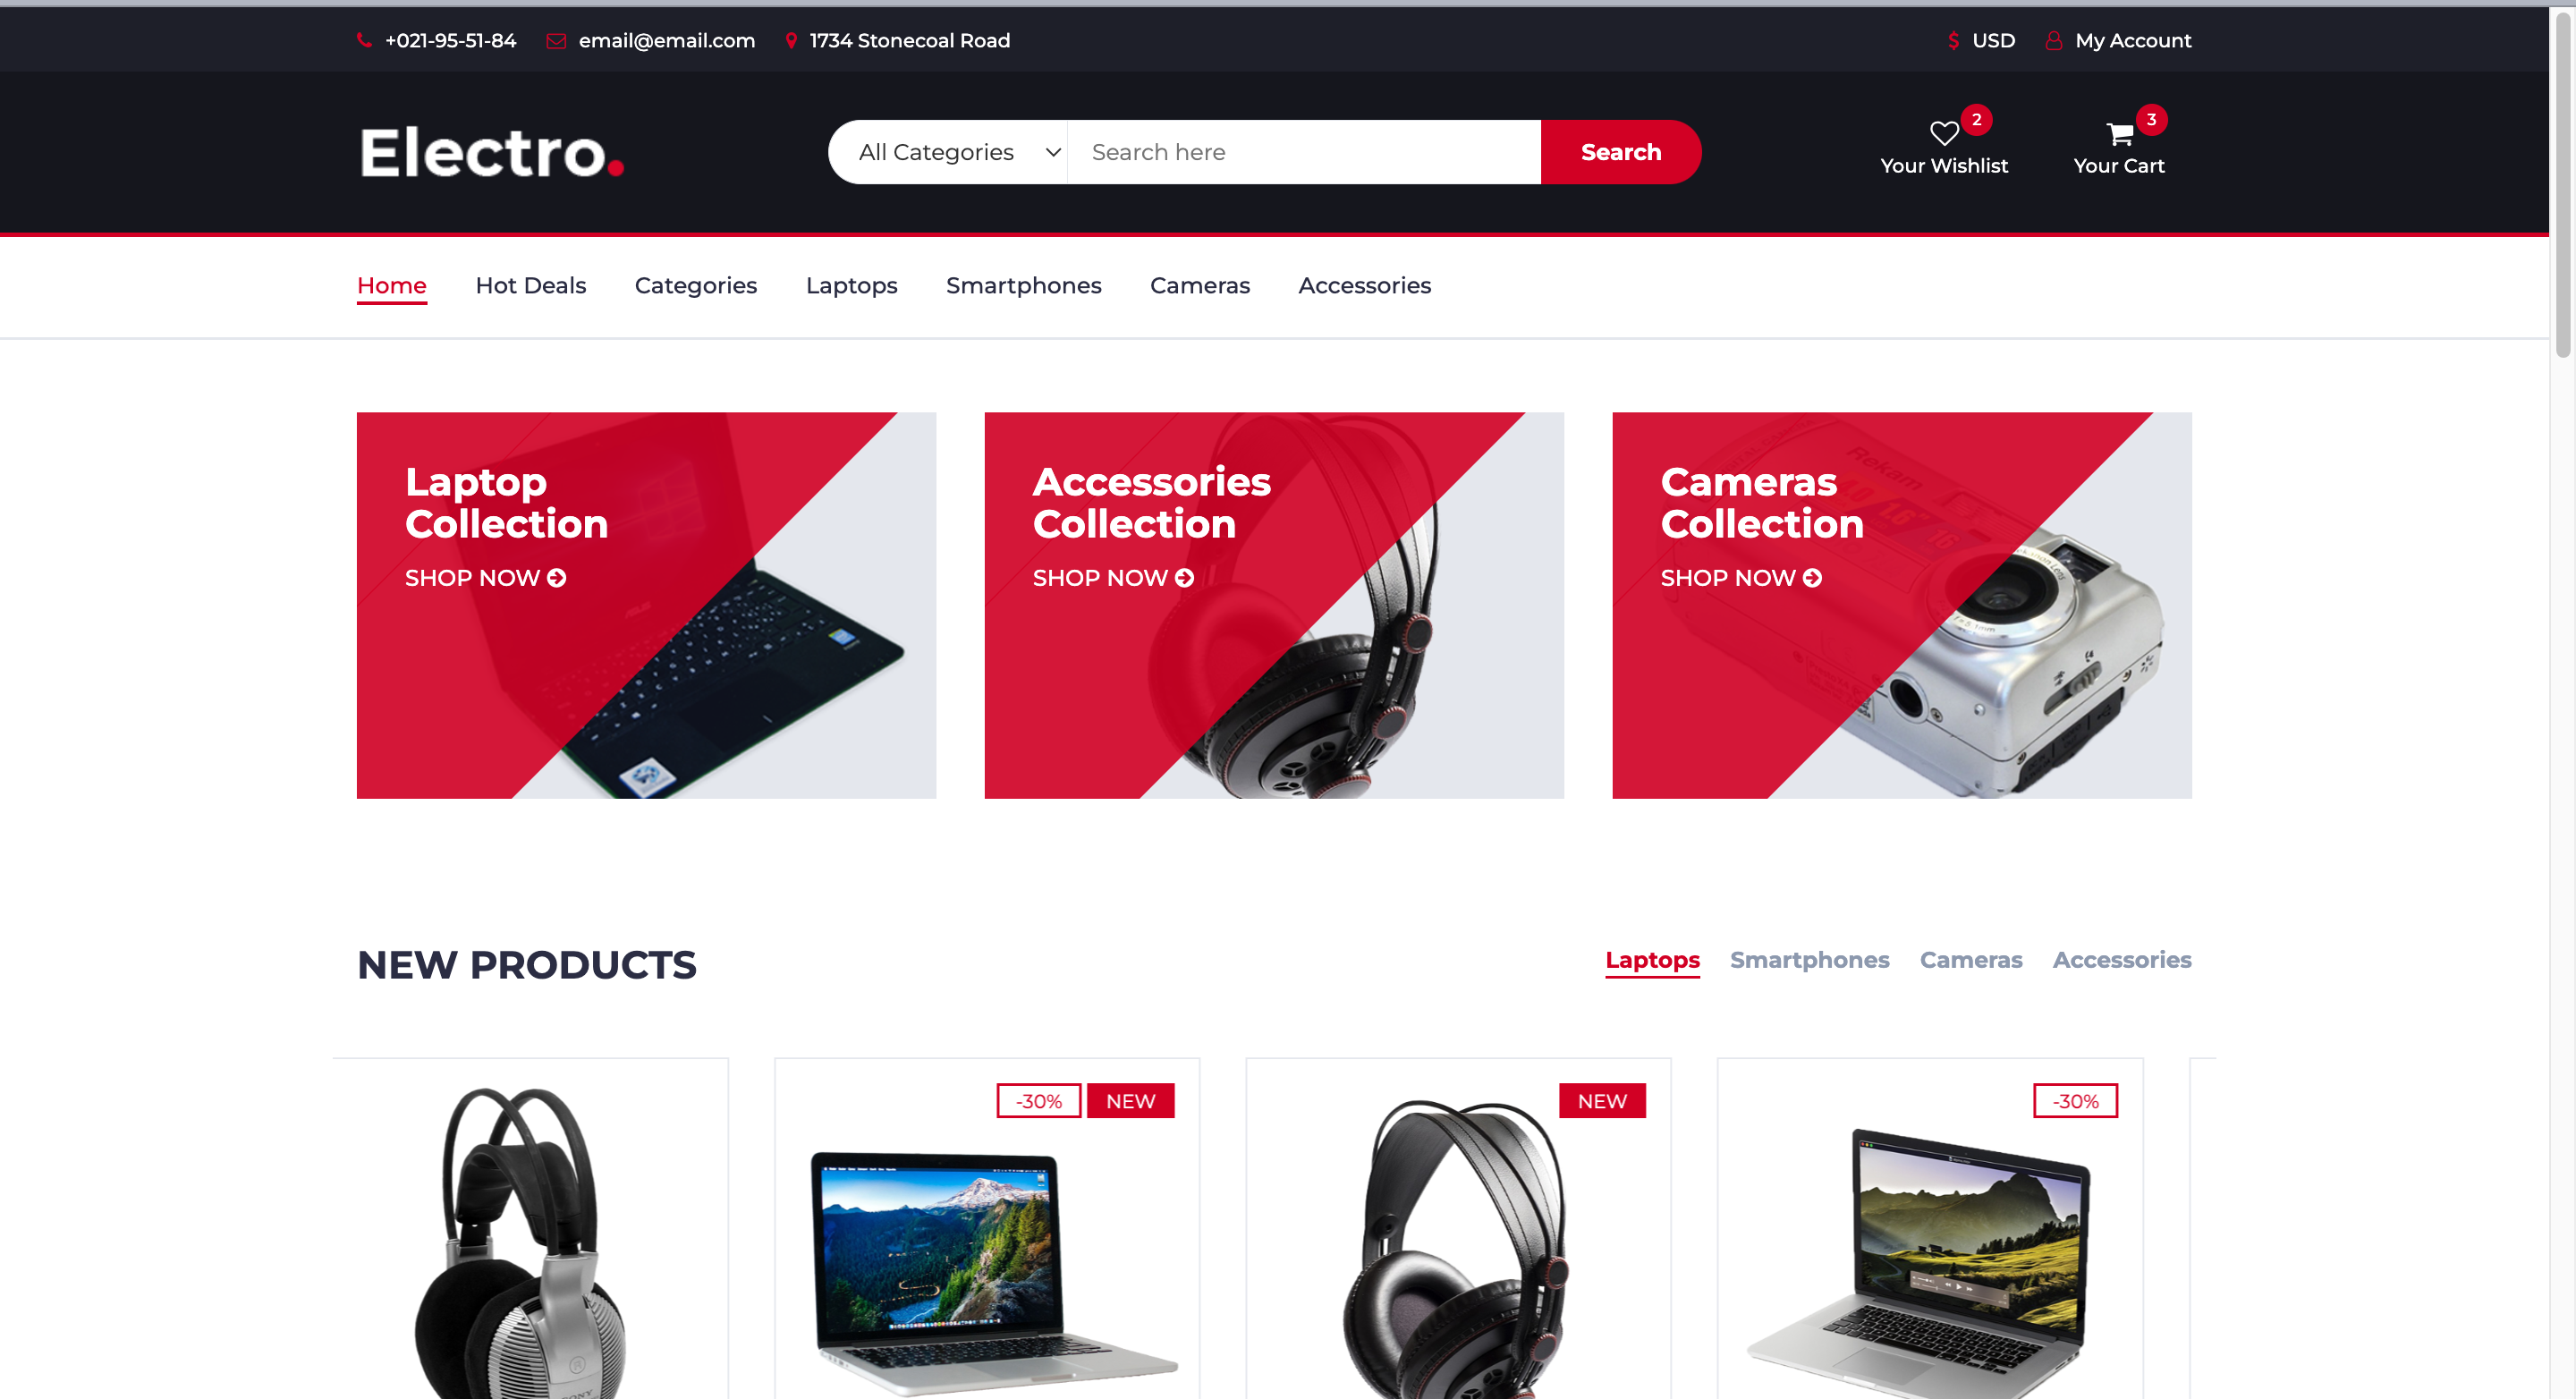 +021-95-51-84 email@email.com 1734 Stonecoal Road $ USD My Account
Electro.
All Categories Search here Search
2 3
Your Wishlist Your Cart
Home Hot Deals Categories Laptops Smartphones Cameras Accessories
Laptop
Collection
SHOP NOW
Accessories
Collection
SHOP NOW
Cameras
Collection
SHOP NOW
Rekam
NEW PRODUCTS
Laptops Smartphones Cameras Accessories
-30% NEW
NEW
-30%
SONY